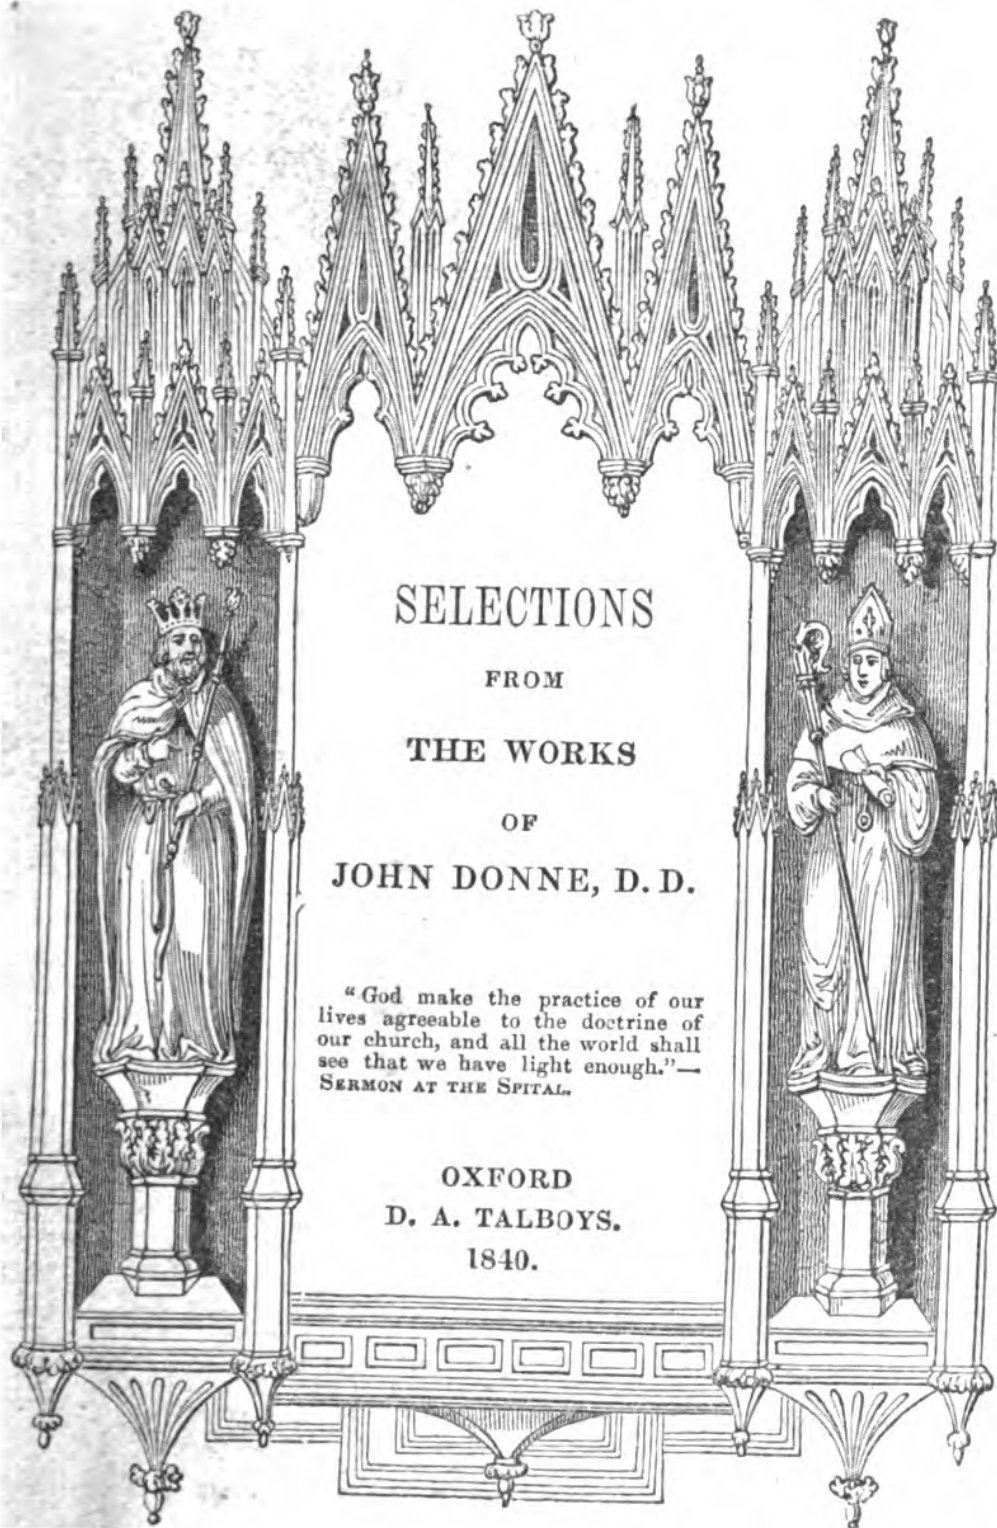 SELECTIONS
FROM
THE WORKS
OF
JOHN DONNE, D. D.
“God make the practice of our
lives agreeable to the doctrine of
our church, and all the world shall
see that we have light enough.”—
SERMON AT THE SPITAL.
OXFORD
D. A. TALBOYS.
1840.